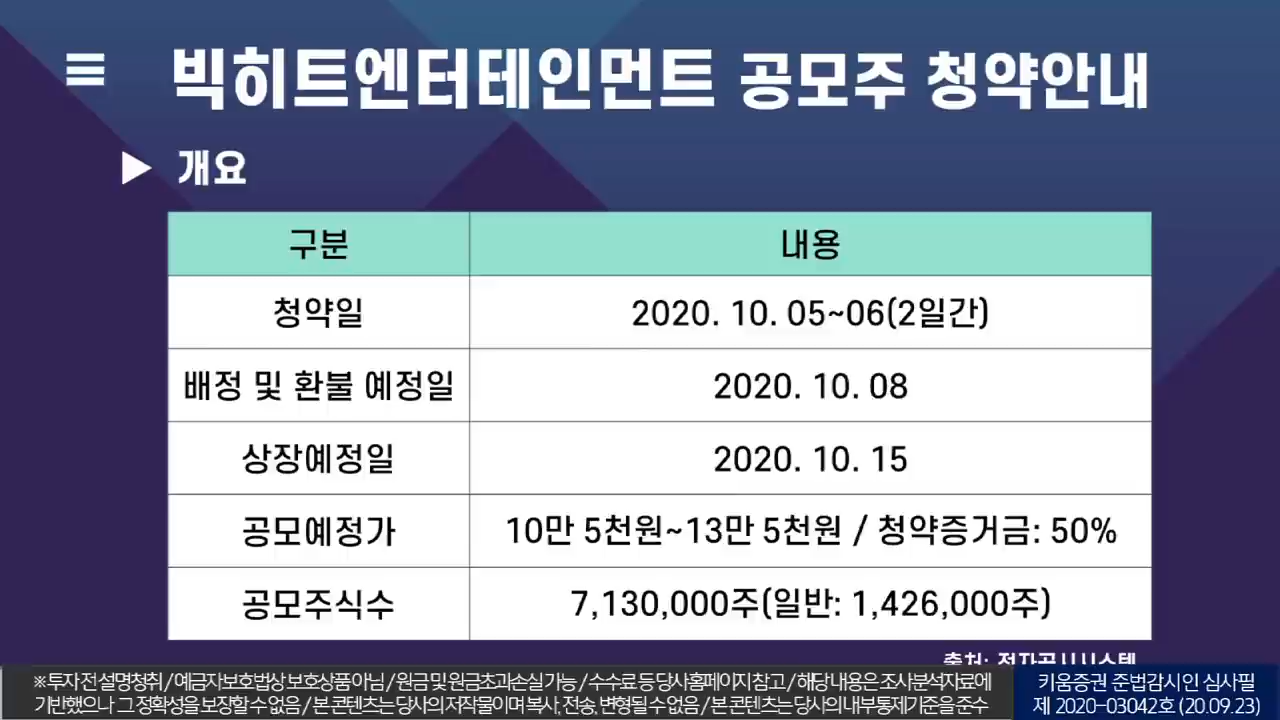 빅히트엔터테인먼트 공모주 청약안내
▶ 개요
구분 내용
청약일 2020. 10. 05~06(2일간)
배정 및 환불 예정일 2020. 10. 08
상장예정일 2020. 10. 15
공모예정가 10만 5천원~13만 5천원 / 청약증거금: 50%
공모주식수 7,130,000주(일반: 1,426,000주)
출처: 전자공시시스템
※투자 전 설명청취 / 예금자보호법상 보호상품 아님 / 원금 및 원금초과손실 가능 / 수수료 등 당사홈페이지 참고 / 해당 내용은 조사분석자료에
기반했으나 그 정확성을 보장할 수 없음 / 본 콘텐츠는 당사의 저작물이며 복사, 전송, 변형될 수 없음 / 본 콘텐츠는 당사의 내부통제기준을 준수
키움증권 준법감시인 심사필
제 2020-03042호 (20.09.23)